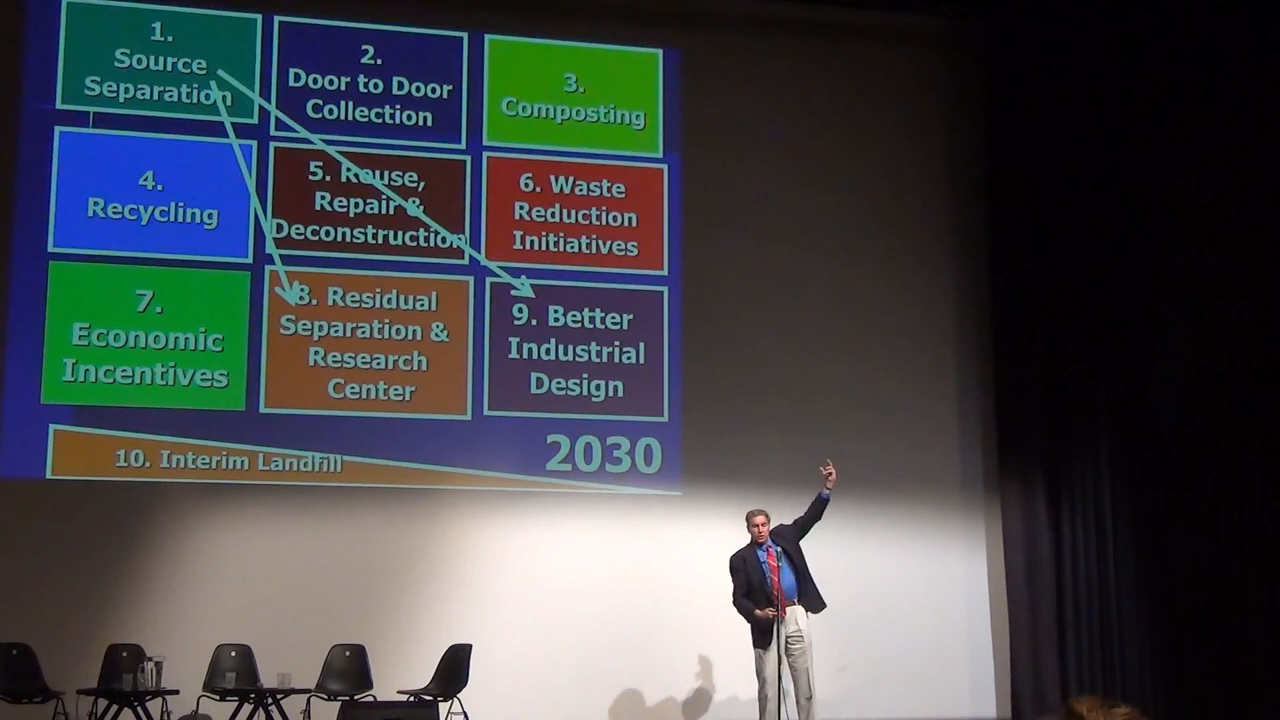 1.
Source
Separation
2.
Door to Door
Collection
3.
Composting
4.
Recycling
5. Reuse,
Repair &
Deconstruction
6. Waste
Reduction
Initiatives
7.
Economic
Incentives
8. Residual
Separation &
Research
Center
9. Better
Industrial
Design
10. Interim Landfill
2030